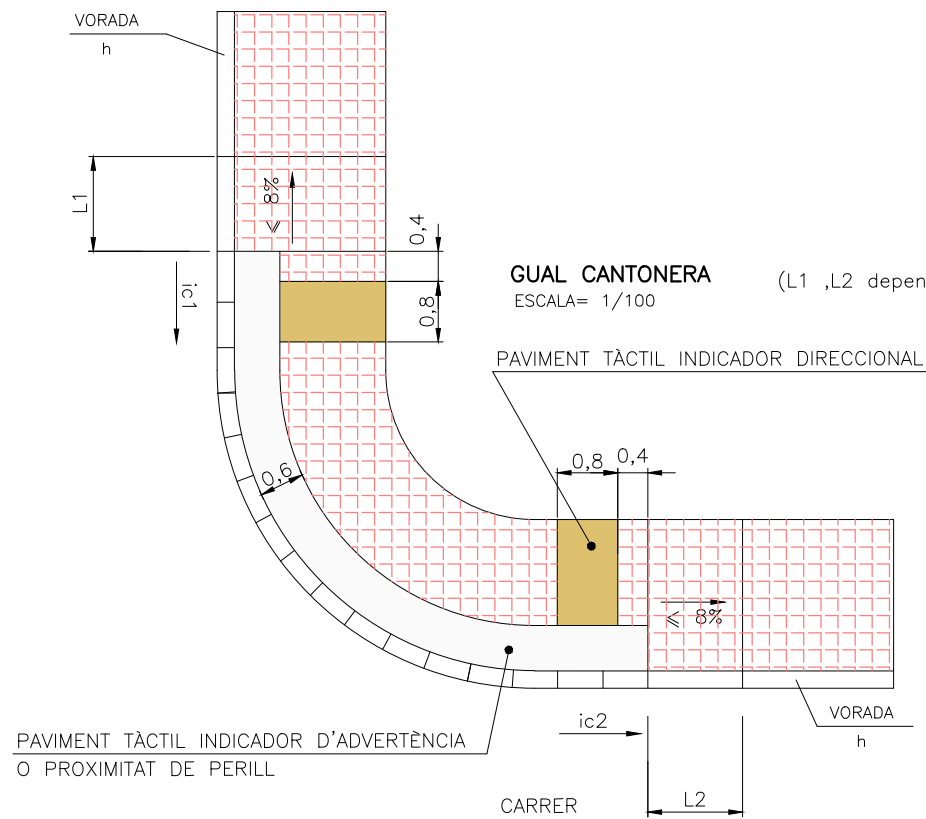 VORADA
h
L1
≤ 8%
0,4
ic1
0,8
GUAL CANTONERA
ESCALA= 1/100
(L1 ,L2 depen
PAVIMENT TÀCTIL INDICADOR DIRECCIONAL
0,8
0,4
0,6
≤ 8%
ic2
VORADA
h
PAVIMENT TÀCTIL INDICADOR D'ADVERTÈNCIA
O PROXIMITAT DE PERILL
CARRER
L2